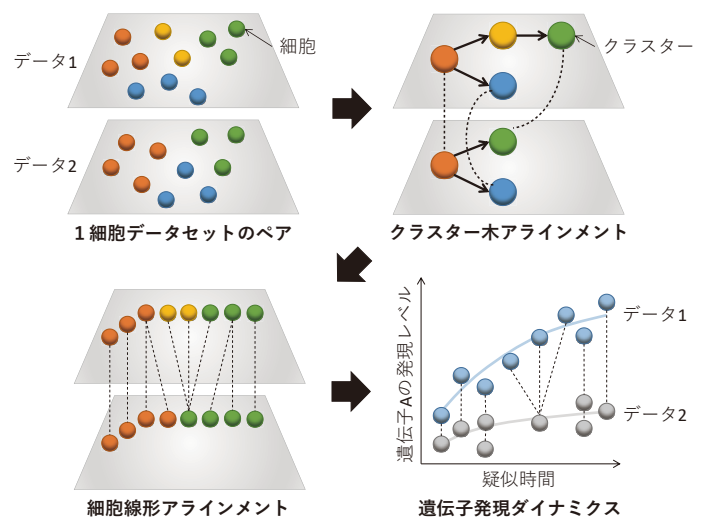 データ1
細胞
データ2
1細胞データセットのペア
クラスター
クラスター木アラインメント
細胞線形アラインメント
遺伝子Aの発現レベル
データ1
データ2
疑似時間
遺伝子発現ダイナミクス